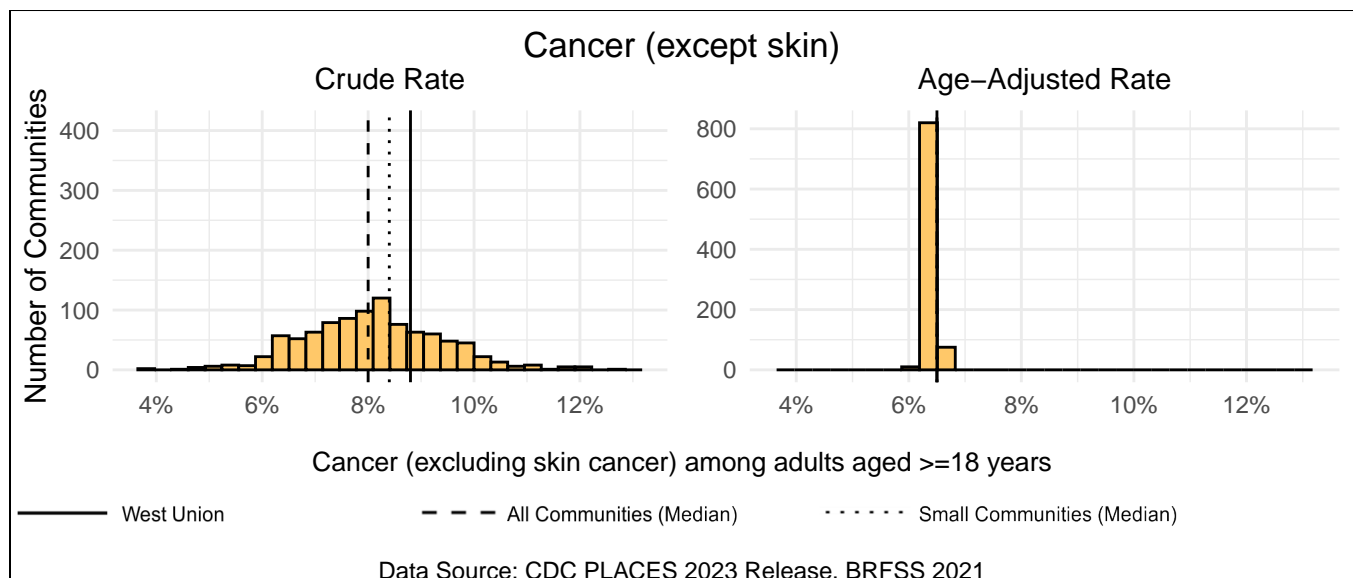 Cancer (except skin)
Crude Rate
Age−Adjusted Rate
Number of Communities
400
300
200
100
0
4%
6%
8%
10%
12%
800
600
400
200
0
4%
6%
8%
10%
12%
Cancer (excluding skin cancer) among adults aged >=18 years
West Union
All Communities (Median)
Small Communities (Median)
Data Source: CDC PLACES 2023 Release, BRFSS 2021